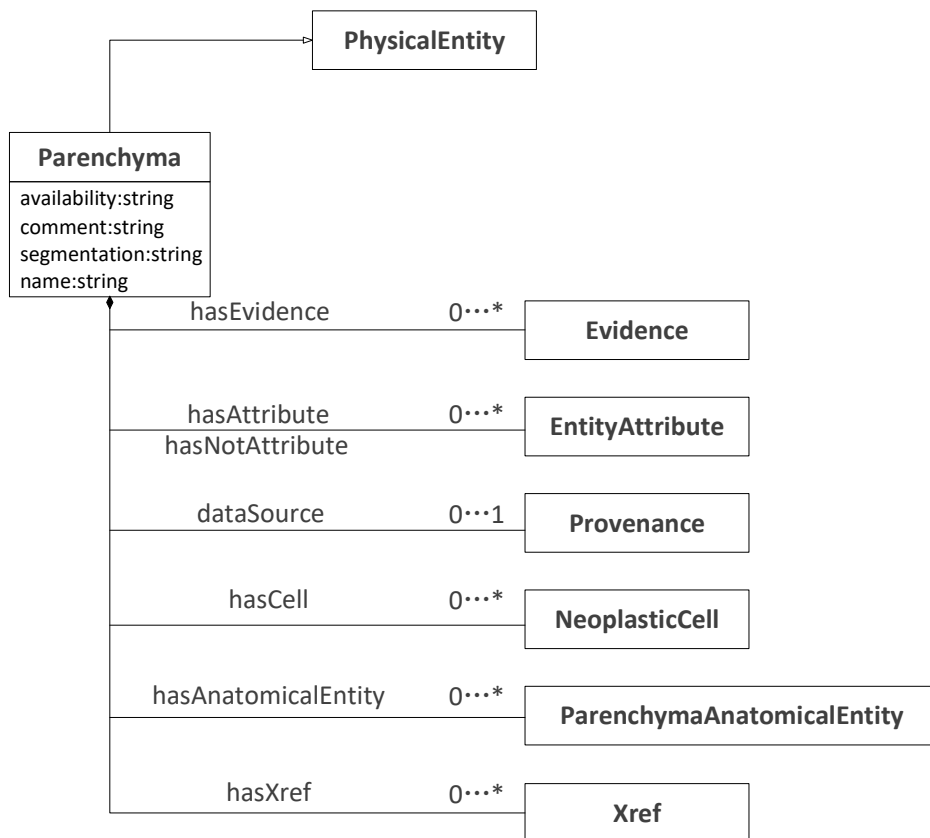 PhysicalEntity
Parenchyma
availability:string
comment:string
segmentation:string
name:string
hasEvidence 0···*
Evidence
hasAttribute 0···*
EntityAttribute
hasNotAttribute
dataSource 0···1
Provenance
hasCell 0···*
NeoplasticCell
hasAnatomicalEntity 0···*
ParenchymaAnatomicalEntity
hasXref 0···*
Xref